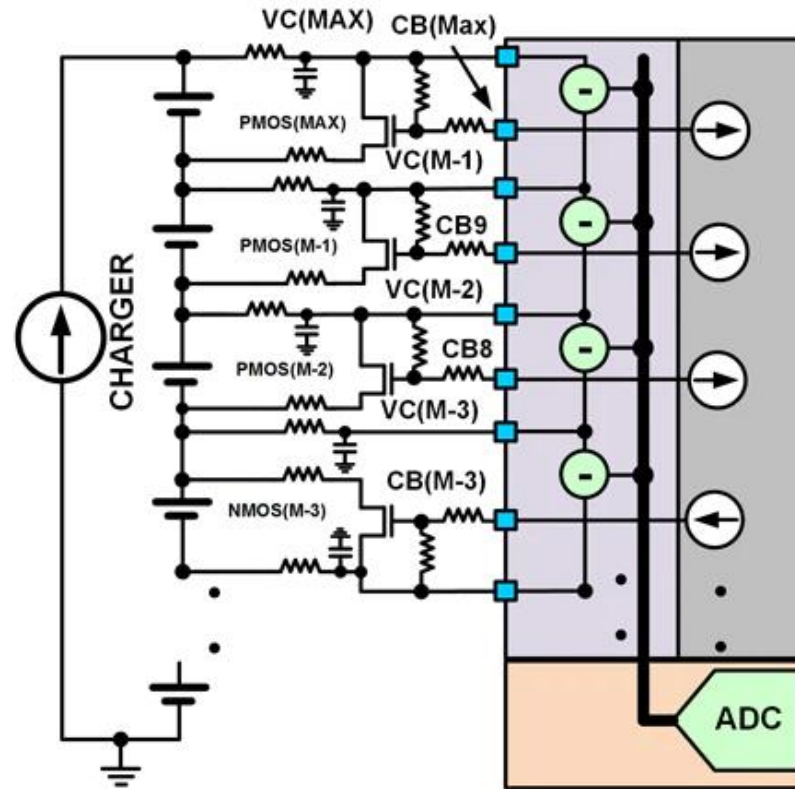 VC(MAX)
CB(Max)
PMOS(MAX)
VC(M-1)
CB9
PMOS(M-1)
VC(M-2)
CB8
PMOS(M-2)
VC(M-3)
CB(M-3)
NMOS(M-3)
CHARGER
-
-
-
-
ADC